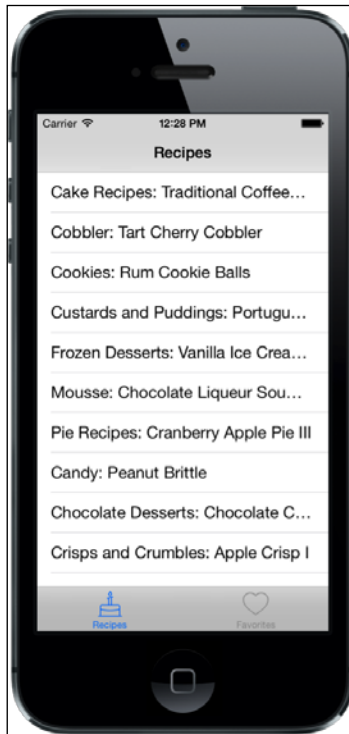 Carrier 12:28 PM
Recipes
Cake Recipes: Traditional Coffee…
Cobbler: Tart Cherry Cobbler
Cookies: Rum Cookie Balls
Custards and Puddings: Portugu…
Frozen Desserts: Vanilla Ice Crea…
Mousse: Chocolate Liqueur Sou…
Pie Recipes: Cranberry Apple Pie III
Candy: Peanut Brittle
Chocolate Desserts: Chocolate C…
Crisps and Crumbles: Apple Crisp I
Recipes Favorites